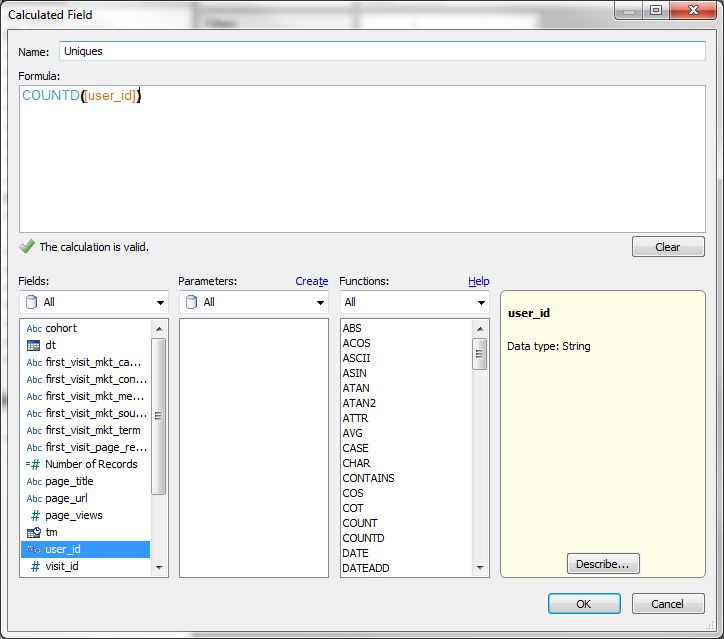 Calculated Field
Name: Uniques
Formula:
COUNTD([user_id])
The calculation is valid.
Clear
Fields: Parameters: Create Functions: Help
All All All
Abc cohort
dt
Abc first_visit_mkt_ca...
Abc first_visit_mkt_con...
Abc first_visit_mkt_me...
Abc first_visit_mkt_sou...
Abc first_visit_mkt_term
Abc first_visit_page_re...
=# Number of Records
Abc page_title
Abc page_url
# page_views
tm
Abc user_id
# visit_id
ABS
ACOS
ASCII
ASIN
ATAN
ATAN2
ATTR
AVG
CASE
CHAR
CONTAINS
COS
COT
COUNT
COUNTD
DATE
DATEADD
user_id
Data type: String
Describe...
OK Cancel